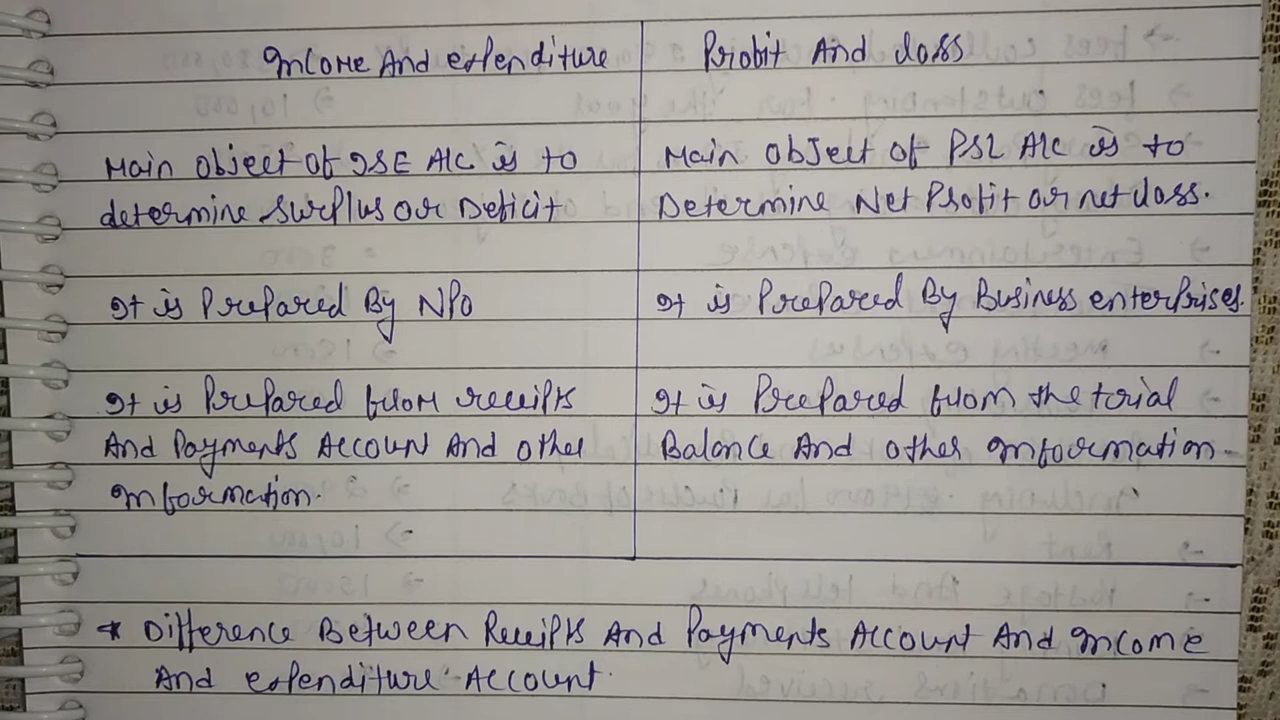 Income And expenditure
Profit And loss
Main object of I&E A/C is to
determine surplus or Deficit
Main object of P&L A/c is to
Determine Net Profit or net loss.
It is Prepared By NPO
It is Prepared By Business enterprises.
It is Prepared from receipts
And Payments Account And other
information.
It is Prepared from the trial
Balance And other information
* Difference Between Receipts And Payments Account And Income
And expenditure Account.